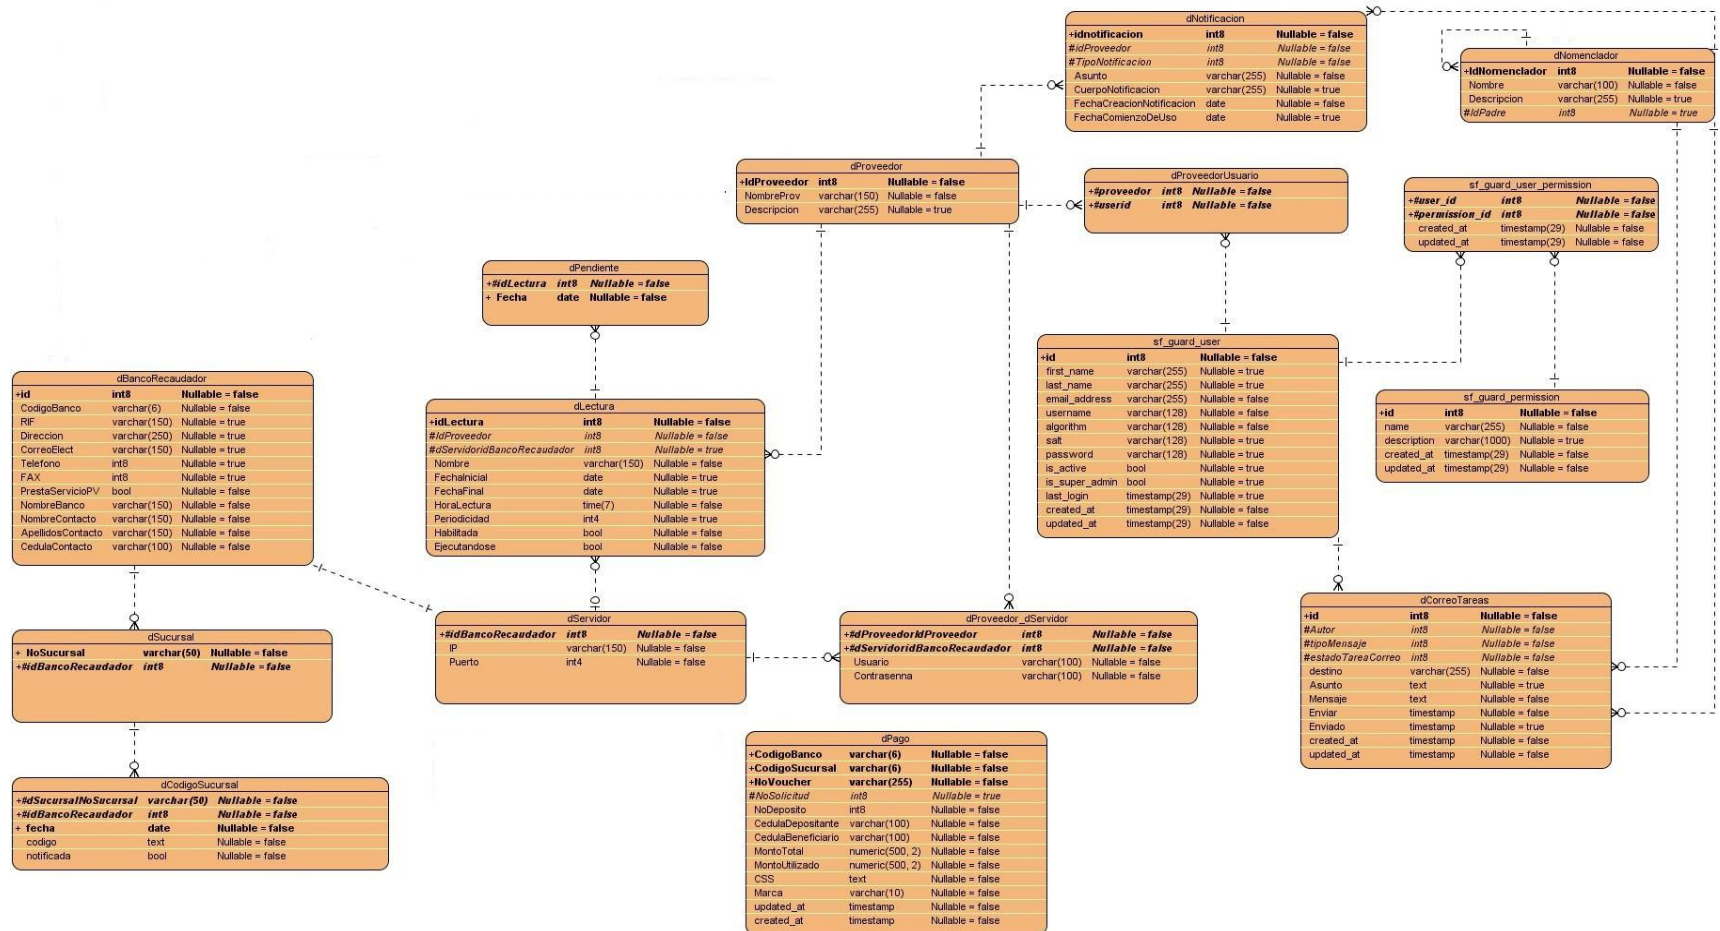 dNotificacion
+idnotificacion int8 Nullable = false
#idProveedor int8 Nullable = false
#TipoNotificacion int8 Nullable = false
Asunto varchar(255) Nullable = false
CuerpoNotificacion varchar(255) Nullable = true
FechaCreacionNotificacion date Nullable = false
FechaComienzoDeUso date Nullable = true
dNomenclador
+IdNomenclador int8 Nullable = false
Nombre varchar(100) Nullable = false
Descripcion varchar(255) Nullable = true
#IdPadre int8 Nullable = true
dProveedor
+IdProveedor int8 Nullable = false
NombreProv varchar(150) Nullable = false
Descripcion varchar(255) Nullable = true
dProveedorUsuario
+#proveedor int8 Nullable = false
+#userid int8 Nullable = false
sf_guard_user_permission
+#user_id int8 Nullable = false
+#permission_id int8 Nullable = false
created_at timestamp(29) Nullable = false
updated_at timestamp(29) Nullable = false
dPendiente
+#idLectura int8 Nullable = false
+ Fecha date Nullable = false
sf_guard_user
+id int8 Nullable = false
first_name varchar(255) Nullable = true
last_name varchar(255) Nullable = true
email_address varchar(255) Nullable = false
username varchar(128) Nullable = false
algorithm varchar(128) Nullable = false
salt varchar(128) Nullable = true
password varchar(128) Nullable = true
is_active bool Nullable = true
is_super_admin bool Nullable = true
last_login timestamp(29) Nullable = true
created_at timestamp(29) Nullable = false
updated_at timestamp(29) Nullable = false
dBancoRecaudador
+id int8 Nullable = false
CodigoBanco varchar(6) Nullable = false
RIF varchar(150) Nullable = true
Direccion varchar(250) Nullable = true
CorreoElect varchar(150) Nullable = true
Telefono int8 Nullable = true
FAX int8 Nullable = true
PrestaServicioPV bool Nullable = false
NombreBanco varchar(150) Nullable = false
NombreContacto varchar(150) Nullable = false
ApellidosContacto varchar(150) Nullable = false
CedulaContacto varchar(100) Nullable = false
dLectura
+idLectura int8 Nullable = false
#IdProveedor int8 Nullable = false
#dServidoridBancoRecaudador int8 Nullable = true
Nombre varchar(150) Nullable = false
FechaInicial date Nullable = true
FechaFinal date Nullable = true
HoraLectura time(7) Nullable = false
Periodicidad int4 Nullable = true
Habilitada bool Nullable = false
Ejecutandose bool Nullable = false
sf_guard_permission
+id int8 Nullable = false
name varchar(255) Nullable = false
description varchar(1000) Nullable = true
created_at timestamp(29) Nullable = false
updated_at timestamp(29) Nullable = false
dSucursal
+ NoSucursal varchar(50) Nullable = false
+#idBancoRecaudador int8 Nullable = false
dServidor
+#idBancoRecaudador int8 Nullable = false
IP varchar(150) Nullable = false
Puerto int4 Nullable = false
dProveedor_dServidor
+#dProveedorIdProveedor int8 Nullable = false
+#dServidoridBancoRecaudador int8 Nullable = false
Usuario varchar(100) Nullable = false
Contrasenna varchar(100) Nullable = false
dCorreoTareas
+id int8 Nullable = false
#Autor int8 Nullable = false
#tipoMensaje int8 Nullable = false
#estadoTareaCorreo int8 Nullable = false
destino varchar(255) Nullable = false
Asunto text Nullable = true
Mensaje text Nullable = false
Enviar timestamp Nullable = false
Enviado timestamp Nullable = true
created_at timestamp Nullable = false
updated_at timestamp Nullable = false
dCodigoSucursal
+#dSucursalNoSucursal varchar(50) Nullable = false
+#idBancoRecaudador int8 Nullable = false
+ fecha date Nullable = false
codigo text Nullable = false
notificada bool Nullable = false
dPago
+CodigoBanco varchar(6) Nullable = false
+CodigoSucursal varchar(6) Nullable = false
+NoVoucher varchar(255) Nullable = false
#NoSolicitud int8 Nullable = true
NoDeposito int8 Nullable = false
CedulaDepositante varchar(100) Nullable = false
CedulaBeneficiario varchar(100) Nullable = false
MontoTotal numeric(500, 2) Nullable = false
MontoUtilizado numeric(500, 2) Nullable = false
CSS text Nullable = false
Marca varchar(10) Nullable = false
updated_at timestamp Nullable = false
created_at timestamp Nullable = false